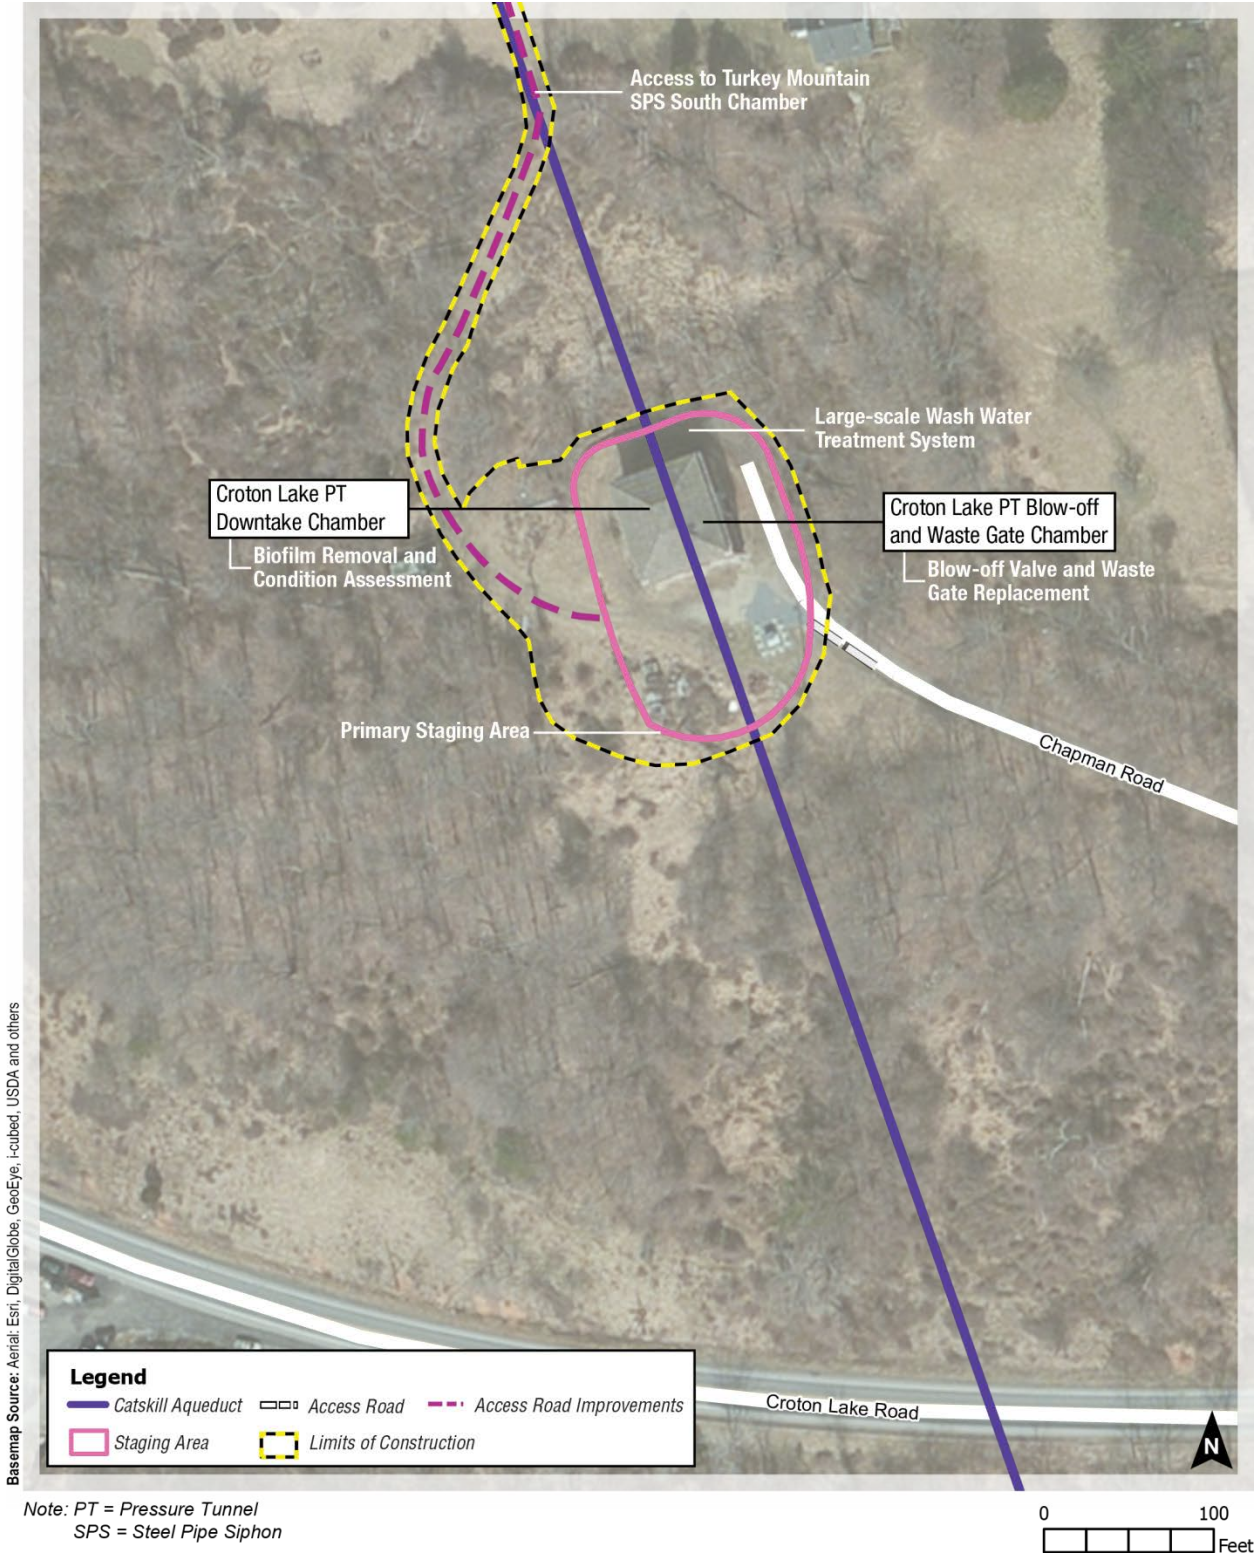 Access to Turkey Mountain
SPS South Chamber
Large-scale Wash Water
Treatment System
Croton Lake PT
Downtake Chamber
Biofilm Removal and
Condition Assessment
Croton Lake PT Blow-off
and Waste Gate Chamber
Blow-off Valve and Waste
Gate Replacement
Primary Staging Area
Chapman Road
Croton Lake Road
Basemap Source: Aerial: Esri, DigitalGlobe, GeoEye, i-cubed, USDA and others
Legend
Catskill Aqueduct
Access Road
Access Road Improvements
Staging Area
Limits of Construction
N
Note: PT = Pressure Tunnel
SPS = Steel Pipe Siphon
0 100
Feet